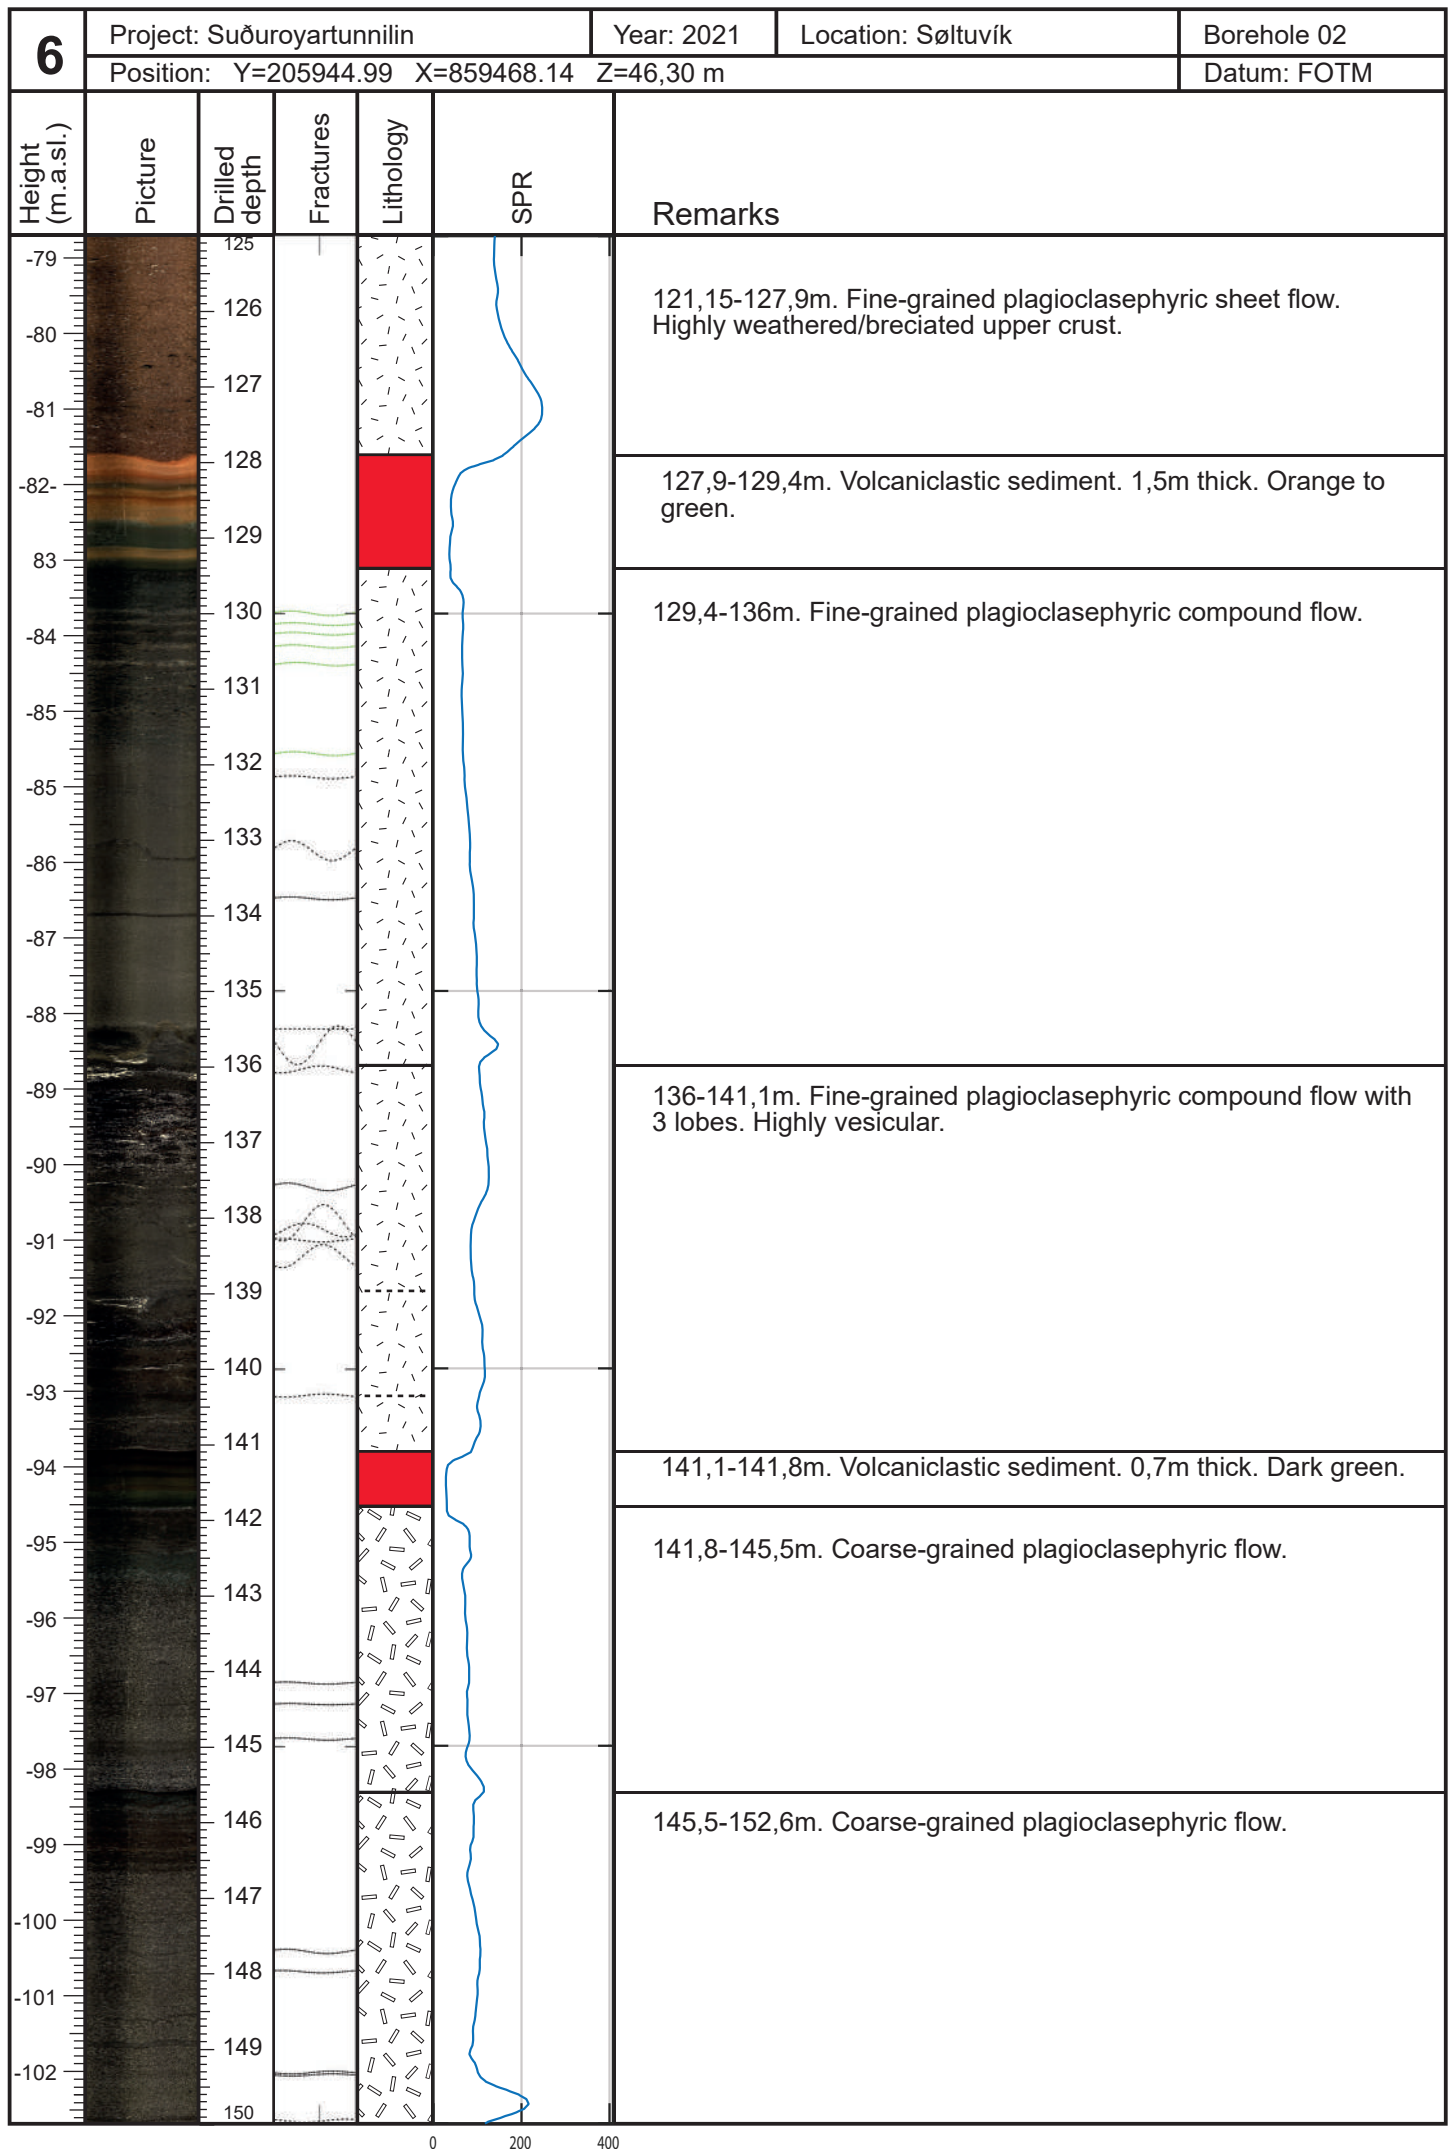 6
Project: Suðuroyartunnilin
Year: 2021
Location: Søltuvík
Borehole 02
Position: Y=205944.99 X=859468.14 Z=46,30 m
Datum: FOTM
Height
(m.a.sl.)
Picture
Drilled
depth
Fractures
Lithology
SPR
Remarks
-79
-80
-81
-82-
83
-84
-85
-85
-86
-87
-88
-89
-90
-91
-92
-93
-94
-95
-96
-97
-98
-99
-100
-101
-102
125
126
127
128
129
130
131
132
133
134
135
136
137
138
139
140
141
142
143
144
145
146
147
148
149
150
121,15-127,9m. Fine-grained plagioclasephyric sheet flow.
Highly weathered/breciated upper crust.
127,9-129,4m. Volcaniclastic sediment. 1,5m thick. Orange to
green.
129,4-136m. Fine-grained plagioclasephyric compound flow.
136-141,1m. Fine-grained plagioclasephyric compound flow with
3 lobes. Highly vesicular.
141,1-141,8m. Volcaniclastic sediment. 0,7m thick. Dark green.
141,8-145,5m. Coarse-grained plagioclasephyric flow.
145,5-152,6m. Coarse-grained plagioclasephyric flow.
0 200 400